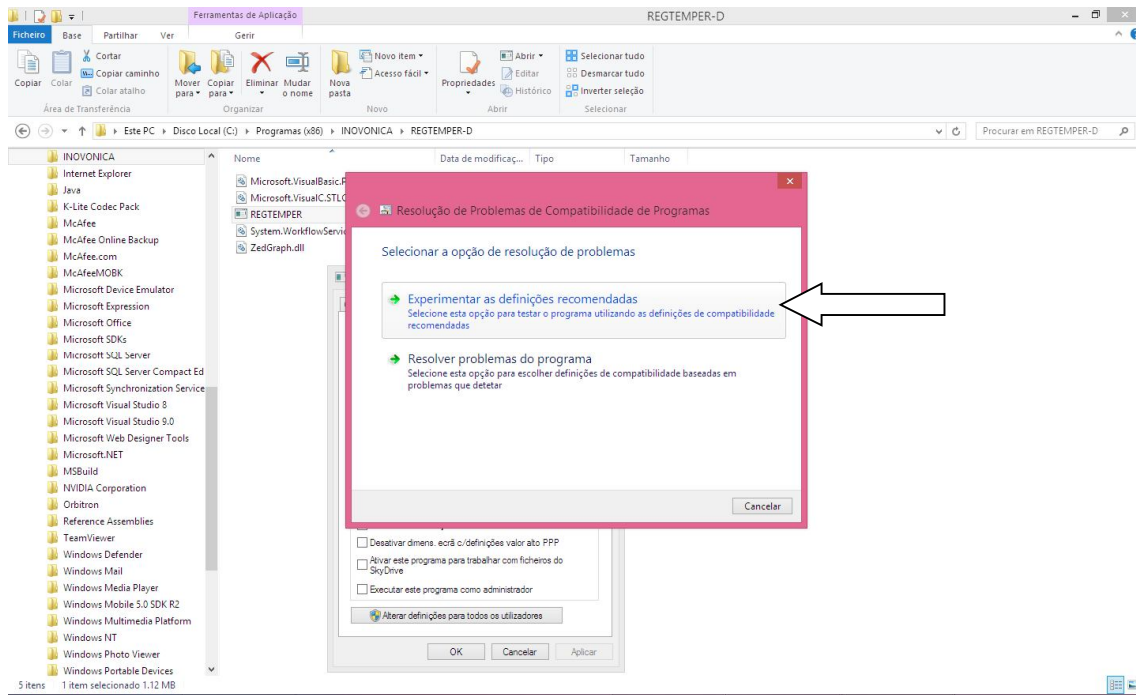 Ferramentas de Aplicação
REGTEMPER-D
Ficheiro
Base
Partilhar
Ver
Gerir
Copiar
Colar
Cortar
Copiar caminho
Colar atalho
Área de Transferência
Mover para
Copiar para
Eliminar
Mudar o nome
Organizar
Nova pasta
Novo item
Acesso fácil
Novo
Propriedades
Abrir
Editar
Histórico
Abrir
Selecionar tudo
Desmarcar tudo
Inverter seleção
Selecionar
Este PC
Disco Local (C:)
Programas (x86)
INOVONICA
REGTEMPER-D
Procurar em REGTEMPER-D
INOVONICA
Internet Explorer
Java
K-Lite Codec Pack
McAfee
McAfee Online Backup
McAfee.com
McAfeeMOBK
Microsoft Device Emulator
Microsoft Expression
Microsoft Office
Microsoft SDKs
Microsoft SQL Server
Microsoft SQL Server Compact Ed
Microsoft Synchronization Service
Microsoft Visual Studio 8
Microsoft Visual Studio 9.0
Microsoft Web Designer Tools
Microsoft.NET
MSBuild
NVIDIA Corporation
Orbitron
Reference Assemblies
TeamViewer
Windows Defender
Windows Mail
Windows Media Player
Windows Mobile 5.0 SDK R2
Windows Multimedia Platform
Windows NT
Windows Photo Viewer
Windows Portable Devices
Nome
Data de modificaç...
Tipo
Tamanho
Microsoft.VisualBasic.
Microsoft.VisualC.STLC
REGTEMPER
System.WorkflowServi
ZedGraph.dll
Resolução de Problemas de Compatibilidade de Programas
Selecionar a opção de resolução de problemas
Experimentar as definições recomendadas
Selecione esta opção para testar o programa utilizando as definições de compatibilidade
recomendadas
Resolver problemas do programa
Selecione esta opção para escolher definições de compatibilidade baseadas em
problemas que detetar
Cancelar
Desativar dimens. ecrã c/definições valor alto PPP
Ativar este programa para trabalhar com ficheiros do
SkyDrive
Executar este programa como administrador
Alterar definições para todos os utilizadores
OK
Cancelar
Aplicar
5 itens
1 item selecionado 1.12 MB